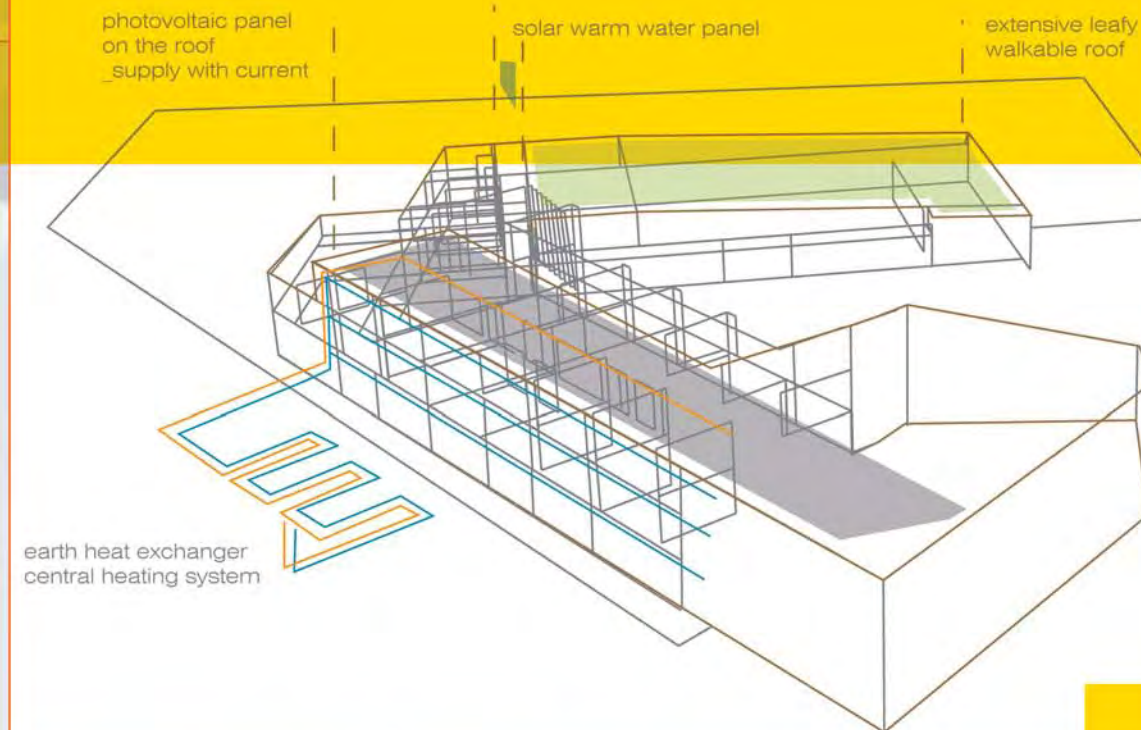 photovoltaic panel
on the roof
_supply with current
solar warm water panel
extensive leafy
walkable roof
earth heat exchanger
central heating system